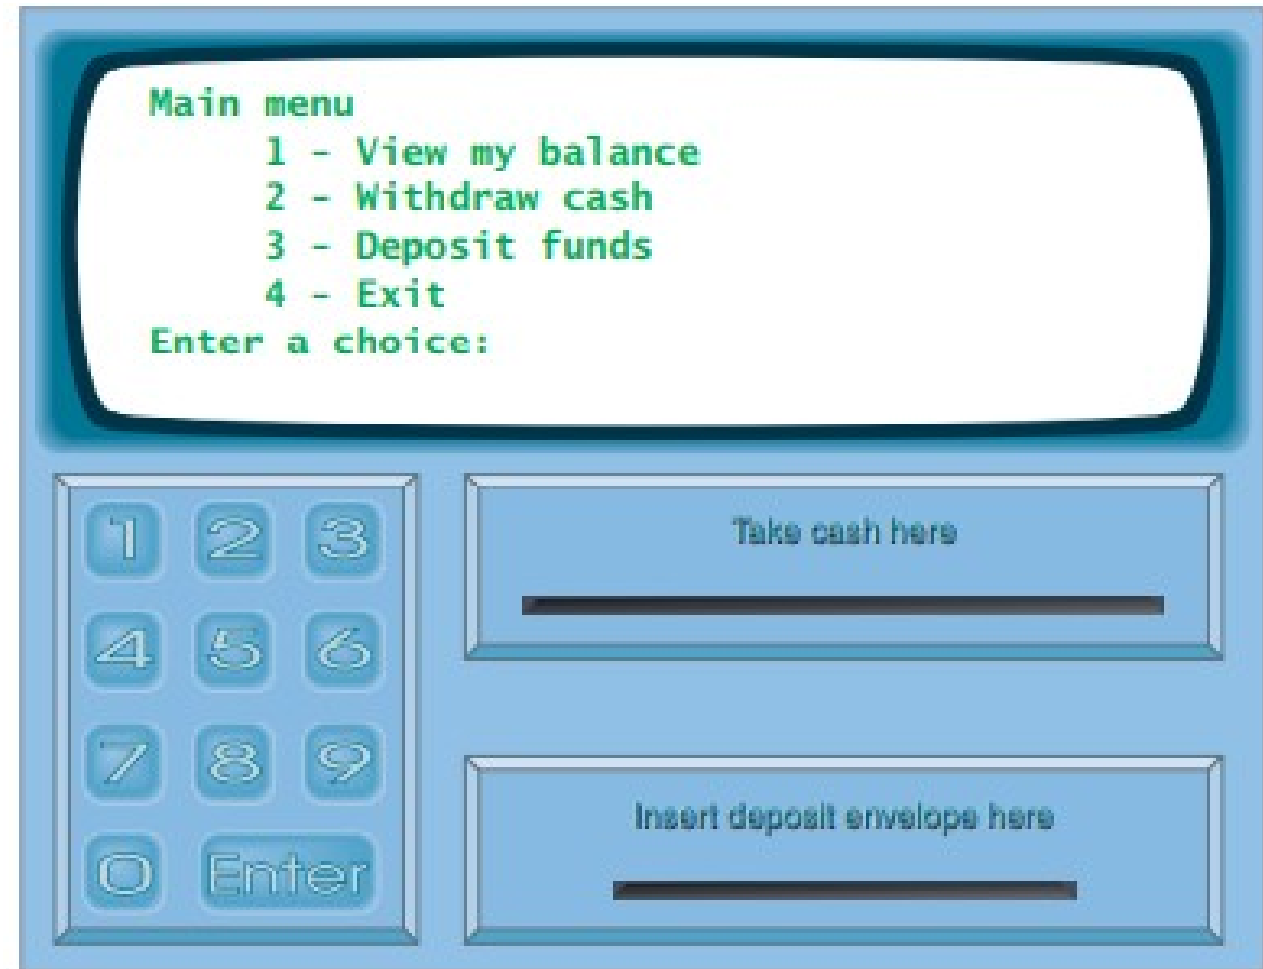 Main menu
1 - View my balance
2 - Withdraw cash
3 - Deposit funds
4 - Exit
Enter a choice:
1 2 3
4 5 6
7 8 9
0 Enter
Take cash here
Insert deposit envelope here